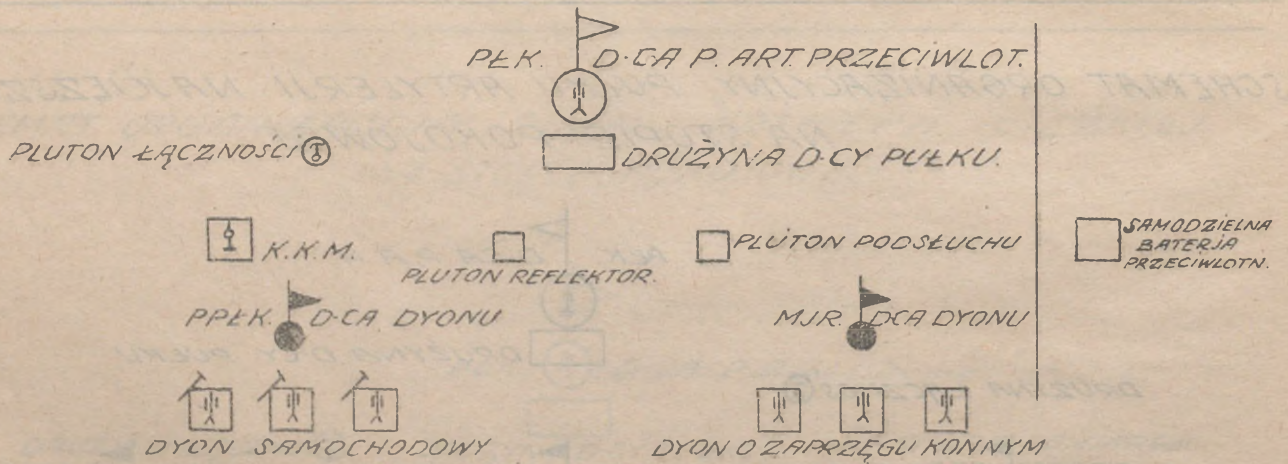 PŁK. D-CA P. ART. PRZECIWLOT.
PLUTON ŁĄCZNOŚCI
DRUŻYNA D-CY PUŁKU.
K.K.M.
PLUTON REFLEKTOR.
PLUTON PODSŁUCHU
SAMODZIELNA
BATERJA
PRZECIWLOTN.
PPŁK. D-CA DYONU
MJR. DCA DYONU
DYON SAMOCHODOWY
DYON O ZAPRZĘGU KONNYM